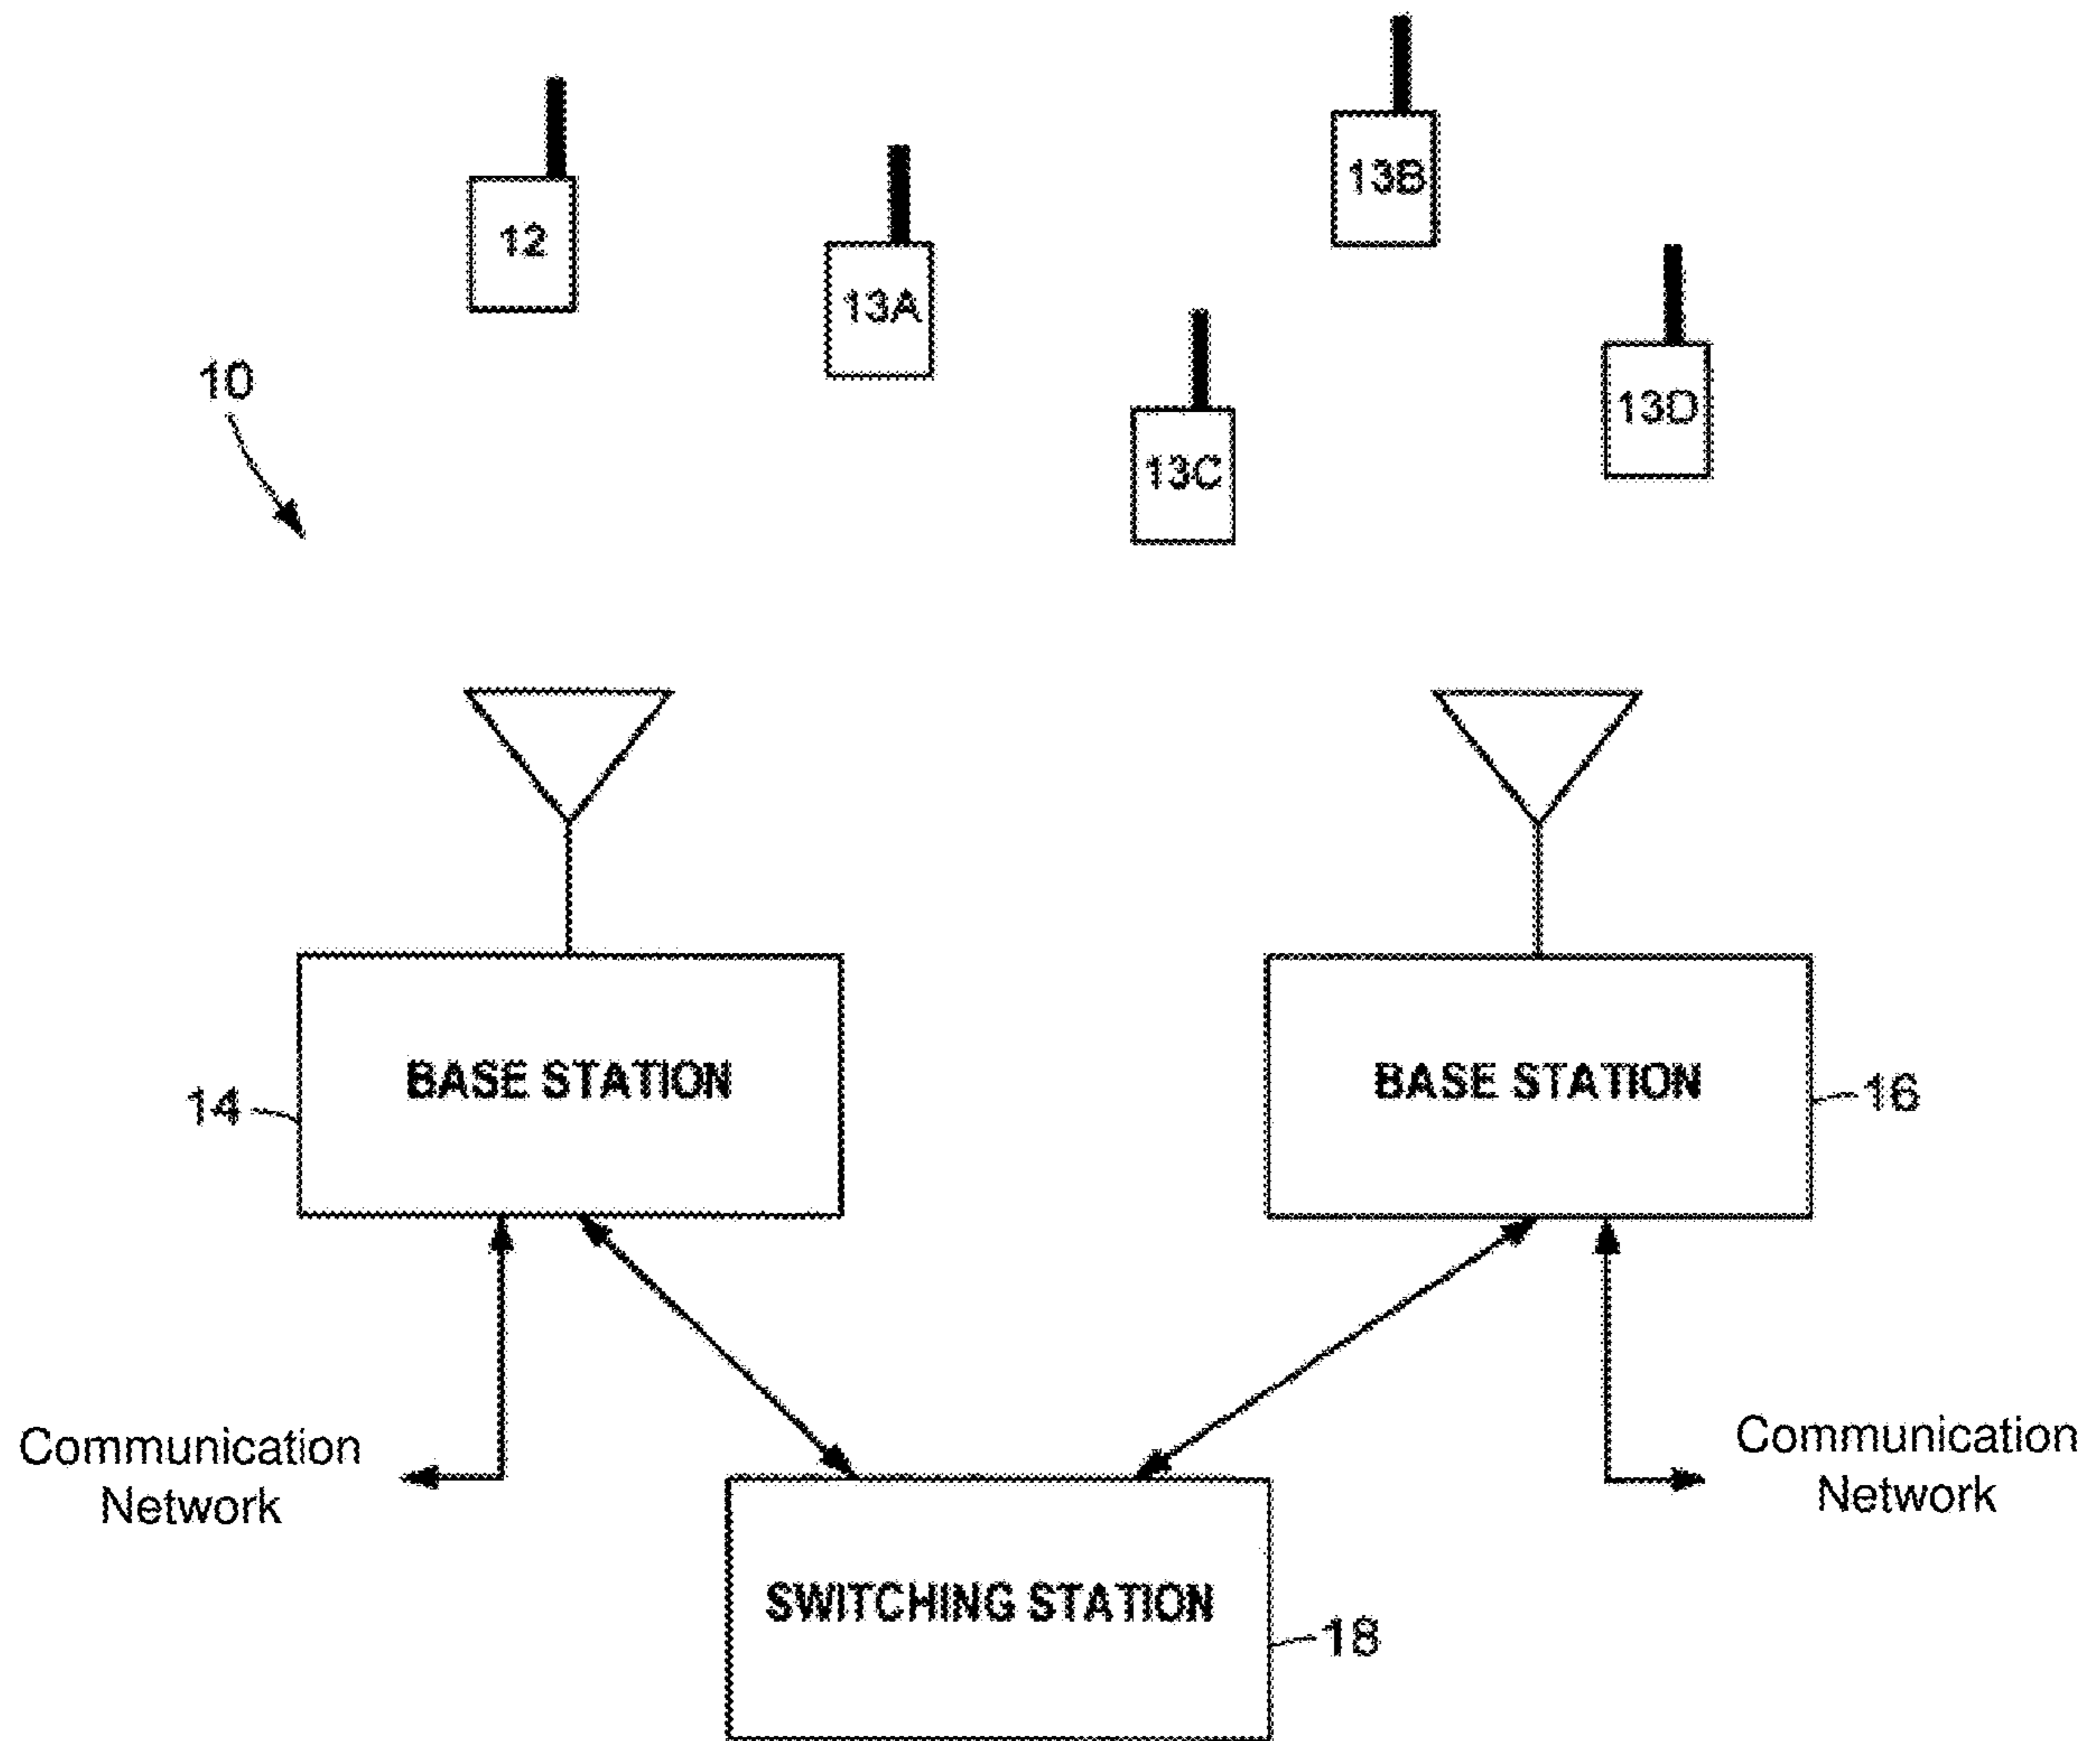 13B
12
13A
10
13D
13C
BASE STATION
BASE STATION
14
16
Communication
Network
Communication
Network
SWITCHING STATION
18